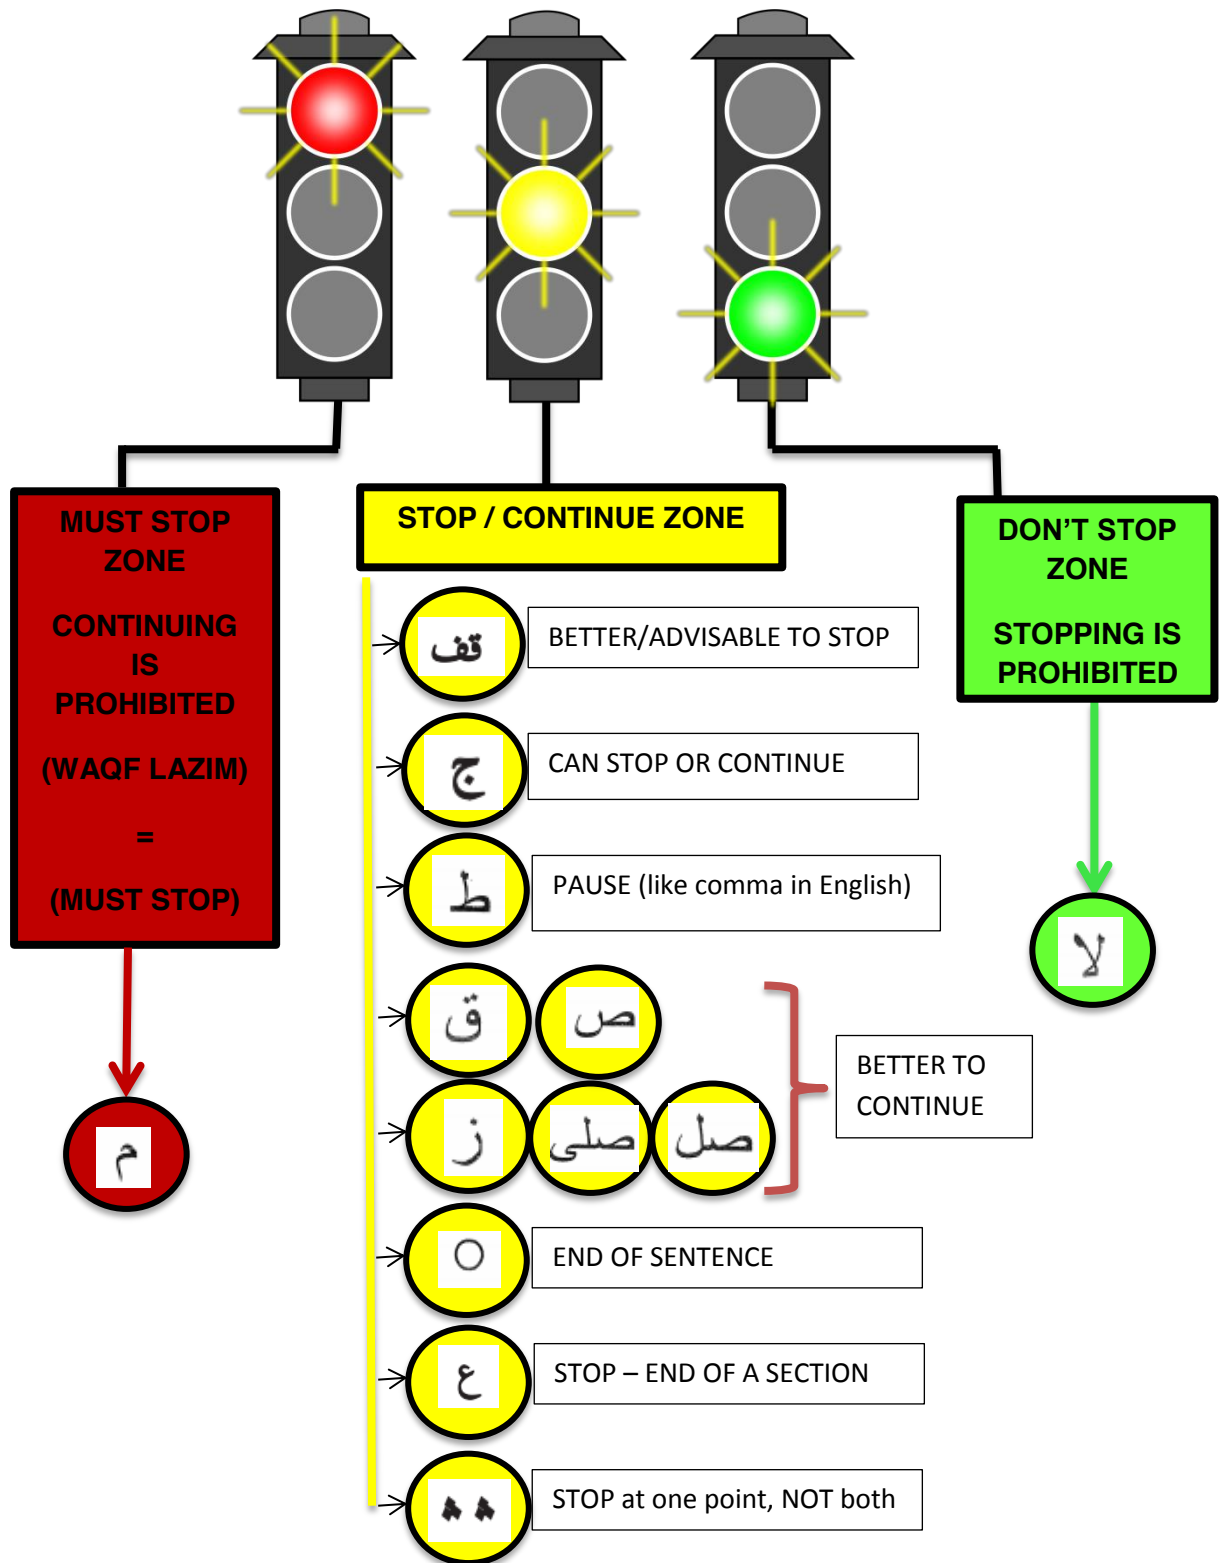 MUST STOP
ZONE
CONTINUING
IS
PROHIBITED
(WAQF LAZIM)
=
(MUST STOP)
م
STOP / CONTINUE ZONE
قف
BETTER/ADVISABLE TO STOP
ج
CAN STOP OR CONTINUE
ط
PAUSE (like comma in English)
ق ص
ز صلى صل
BETTER TO
CONTINUE
○
END OF SENTENCE
ع
STOP – END OF A SECTION
STOP at one point, NOT both
DON'T STOP
ZONE
STOPPING IS
PROHIBITED
لا